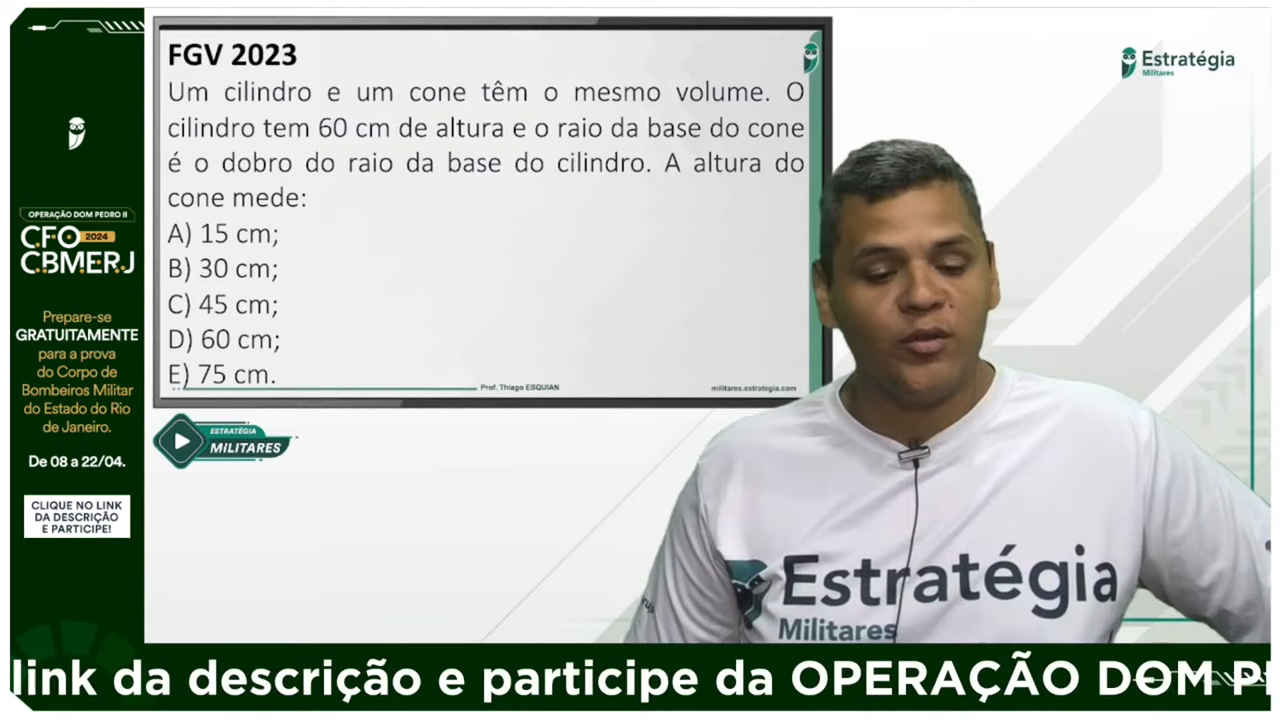 FGV 2023
Um cilindro e um cone têm o mesmo volume. O
cilindro tem 60 cm de altura e o raio da base do cone
é o dobro do raio da base do cilindro. A altura do
cone mede:
A) 15 cm;
B) 30 cm;
C) 45 cm;
D) 60 cm;
E) 75 cm.
Prof. Thiago ESQUIAN
militares.estrategia.com
Estratégia
Militares
OPERAÇÃO DOM PEDRO II
CFO 2024
CBMERJ
Prepare-se
GRATUITAMENTE
para a prova
do Corpo de
Bombeiros Militar
do Estado do Rio
de Janeiro.
De 08 a 22/04.
CLIQUE NO LINK
DA DESCRIÇÃO
E PARTICIPE!
ESTRATÉGIA
MILITARES
Estratégia
Militares
link da descrição e participe da OPERAÇÃO DOM P